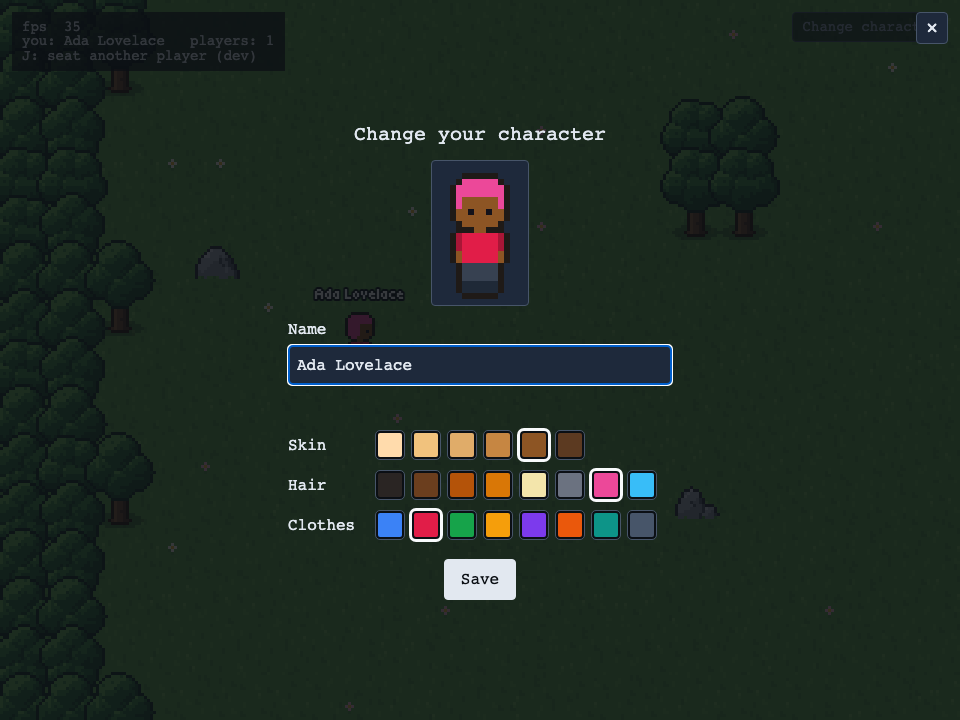 fps 35
you: Ada Lovelace players: 1
J: seat another player (dev)
Change charact
×
Change your character
Ada Lovelace
Name
Ada Lovelace
Skin
Hair
Clothes
Save